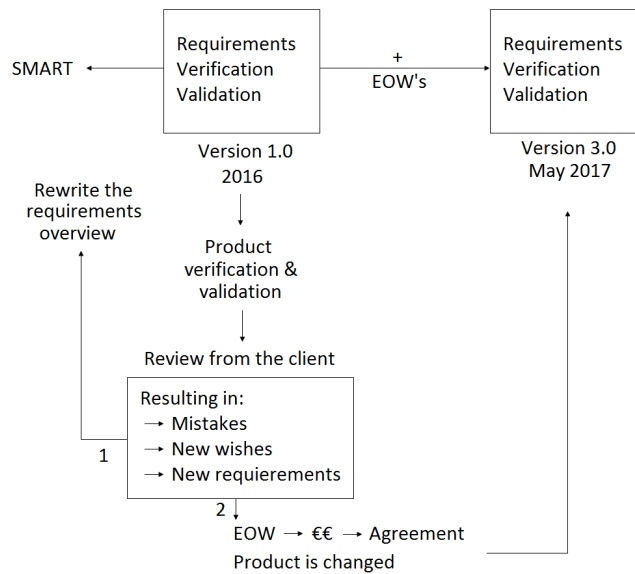 SMART
Requirements
Verification
Validation
+
EOW's
Requirements
Verification
Validation
Version 1.0
2016
Version 3.0
May 2017
Rewrite the
requirements
overview
Product
verification &
validation
Review from the client
Resulting in:
→ Mistakes
→ New wishes
→ New requierements
1
2
EOW → €€ → Agreement
Product is changed